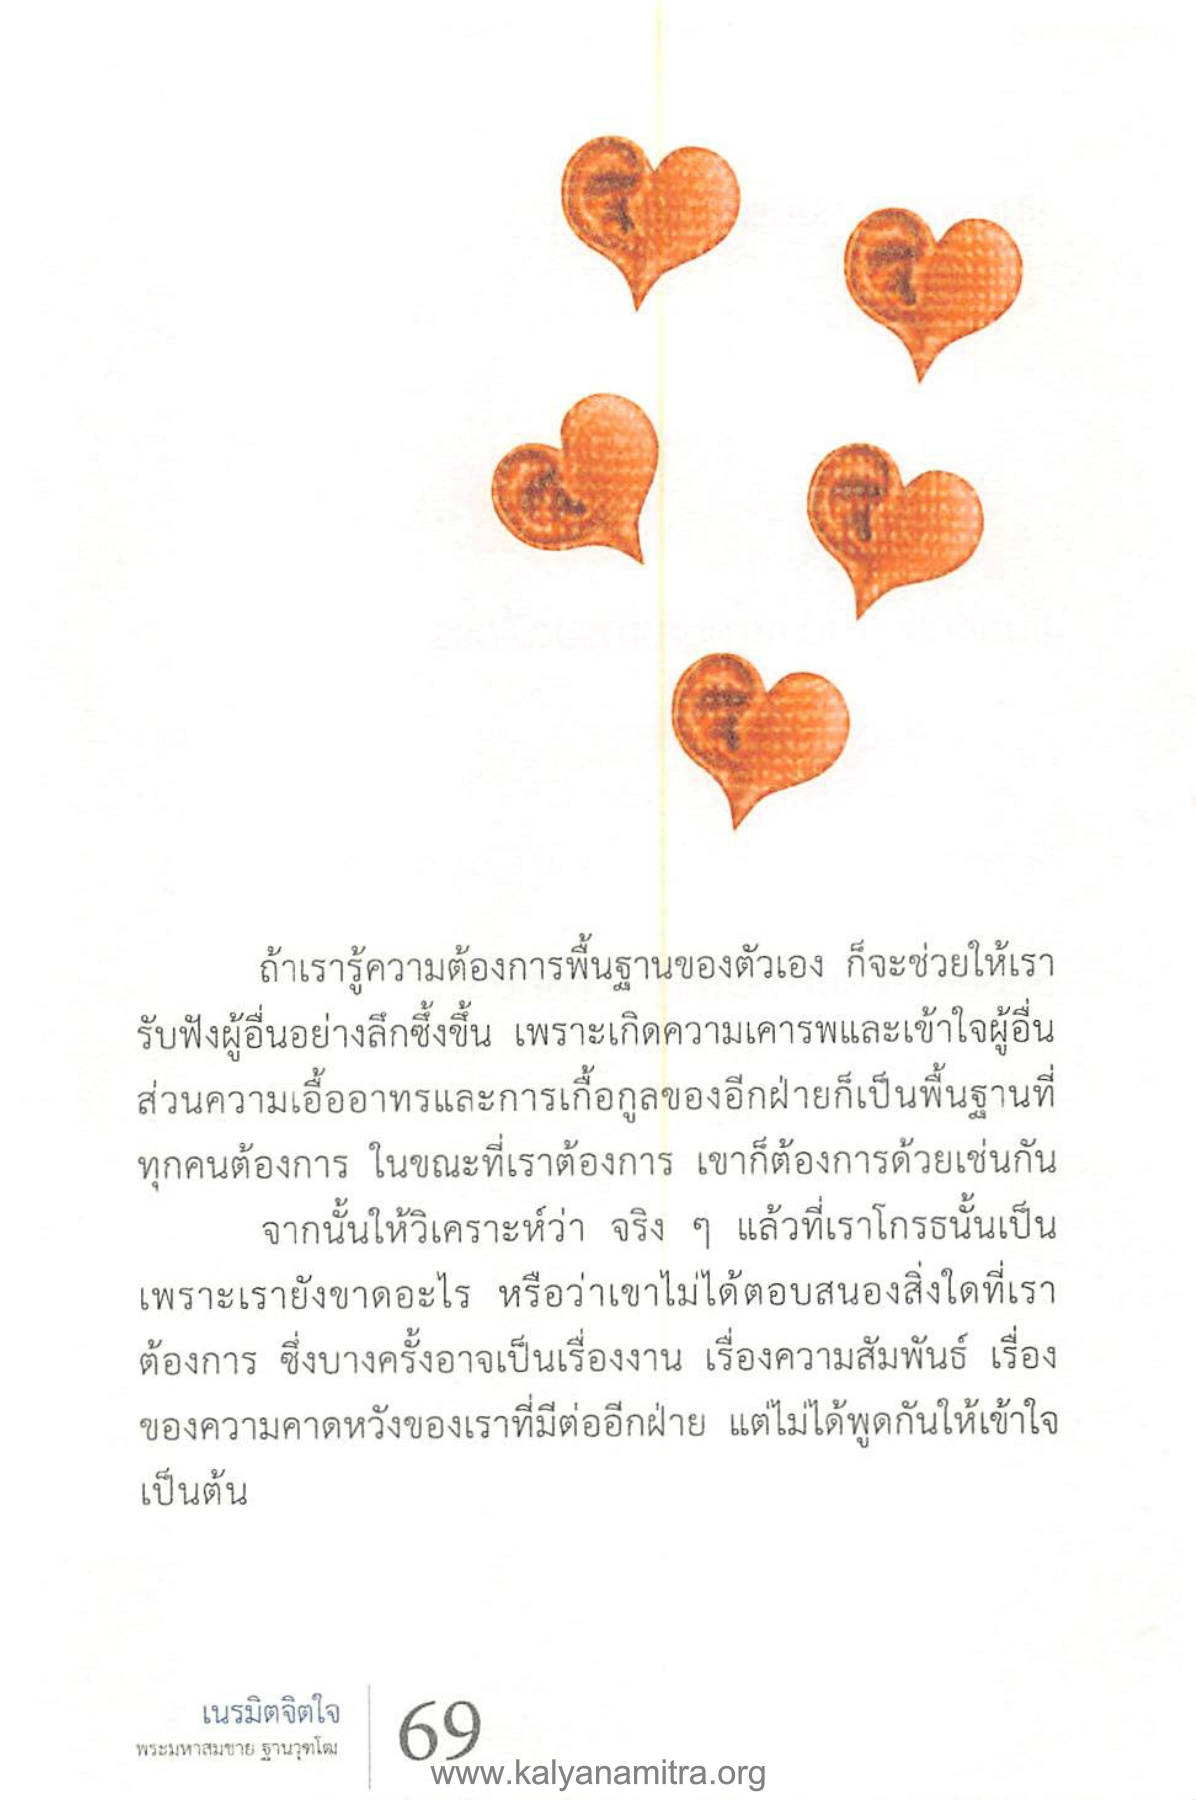 ถ้าเรารู้ความต้องการพื้นฐานของตัวเอง ก็จะช่วยให้เรา
รับฟังผู้อื่นอย่างลึกซึ้งขึ้น เพราะเกิดความเคารพและเข้าใจผู้อื่น
ส่วนความเอื้ออาทรและการเกื้อกูลของอีกฝ่ายก็เป็นพื้นฐานที่
ทุกคนต้องการ ในขณะที่เราต้องการ เขาก็ต้องการด้วยเช่นกัน
จากนั้นให้วิเคราะห์ว่า จริง ๆ แล้วที่เราโกรธนั้นเป็น
เพราะเรายังขาดอะไร หรือว่าเขาไม่ได้ตอบสนองสิ่งใดที่เรา
ต้องการ ซึ่งบางครั้งอาจเป็นเรื่องงาน เรื่องความสัมพันธ์ เรื่อง
ของความคาดหวังของเราที่มีต่ออีกฝ่าย แต่ไม่ได้พูดกันให้เข้าใจ
เป็นต้น
เนรมิตจิตใจ
พระมหาสมชาย ฐานวุฑโฒ
69
www.kalyanamitra.org